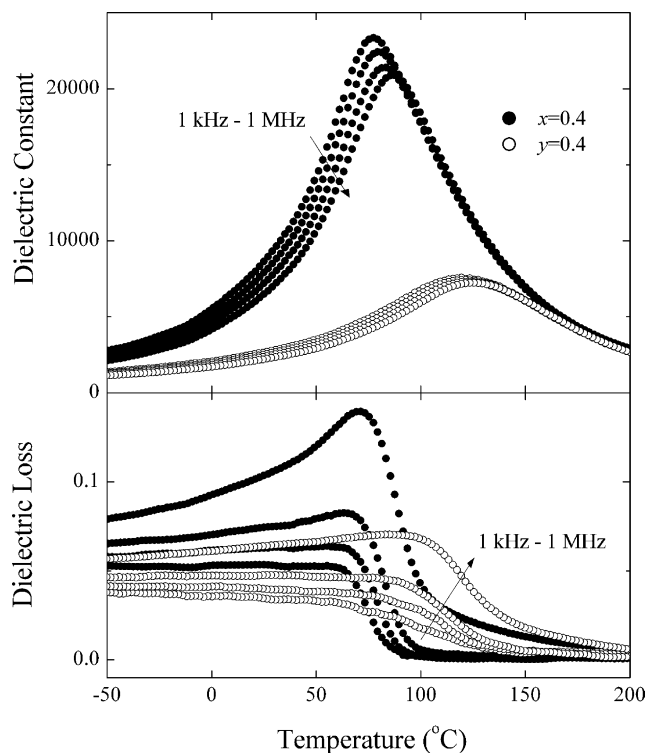 20000
10000
0
Dielectric Constant
1 kHz - 1 MHz
x=0.4
y=0.4
0.1
0.0
Dielectric Loss
1 kHz - 1 MHz
-50 0 50 100 150 200
Temperature (°C)